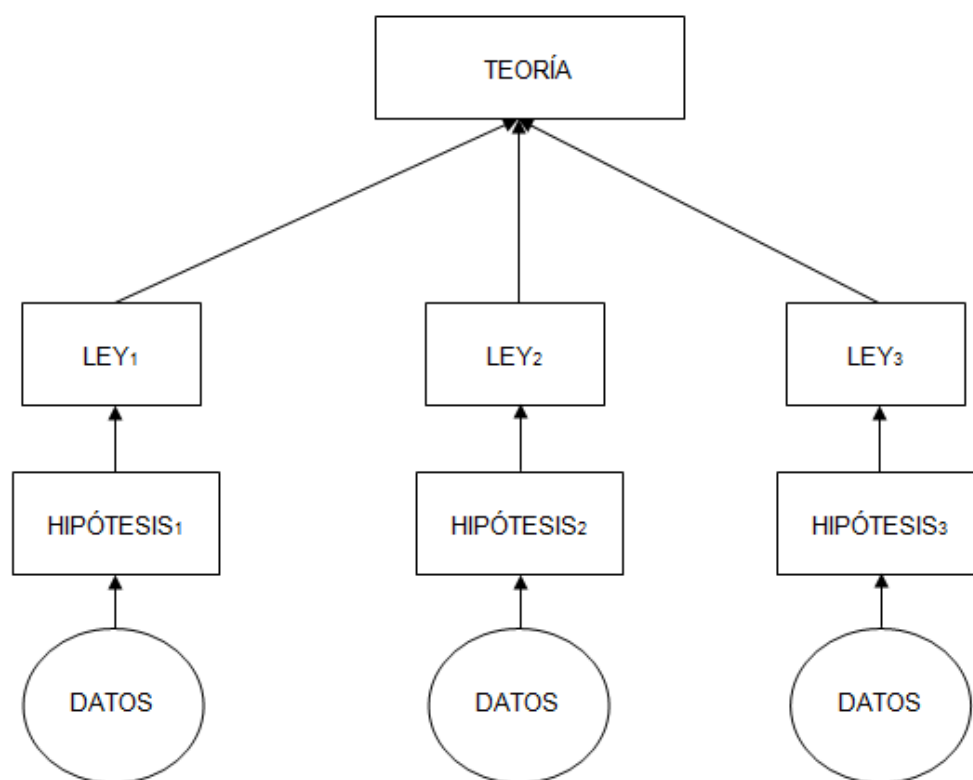 TEORÍA
LEY₁
LEY₂
LEY₃
HIPÓTESIS₁
HIPÓTESIS₂
HIPÓTESIS₃
DATOS
DATOS
DATOS